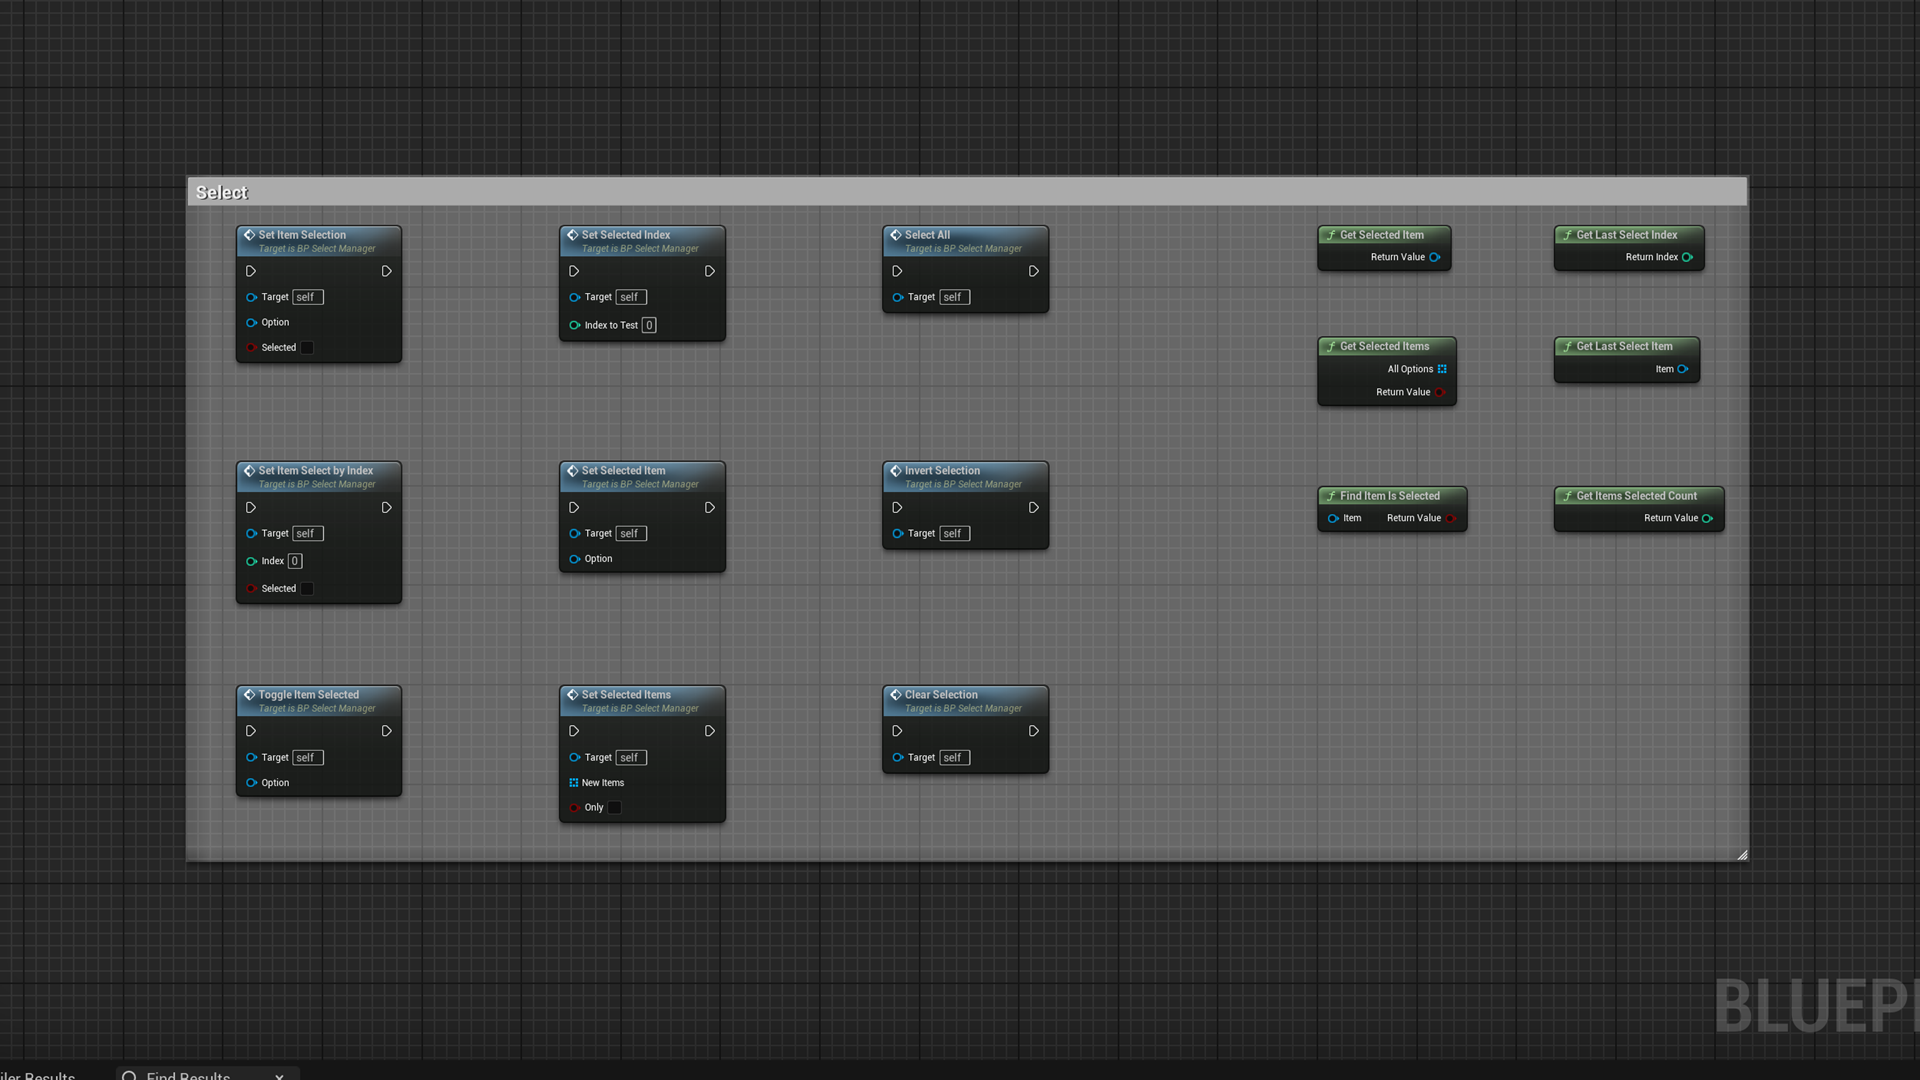 Select
Set Item Selection
Target is BP Select Manager
Target self
Option
Selected
Set Selected Index
Target is BP Select Manager
Target self
Index to Test 0
Select All
Target is BP Select Manager
Target self
Get Selected Item
Return Value
Get Last Select Index
Return Index
Get Selected Items
All Options
Return Value
Get Last Select Item
Item
Set Item Select by Index
Target is BP Select Manager
Target self
Index 0
Selected
Set Selected Item
Target is BP Select Manager
Target self
Option
Invert Selection
Target is BP Select Manager
Target self
Find Item Is Selected
Item Return Value
Get Items Selected Count
Return Value
Toggle Item Selected
Target is BP Select Manager
Target self
Option
Set Selected Items
Target is BP Select Manager
Target self
New Items
Only
Clear Selection
Target is BP Select Manager
Target self
BLUEP
iler Results Find Results